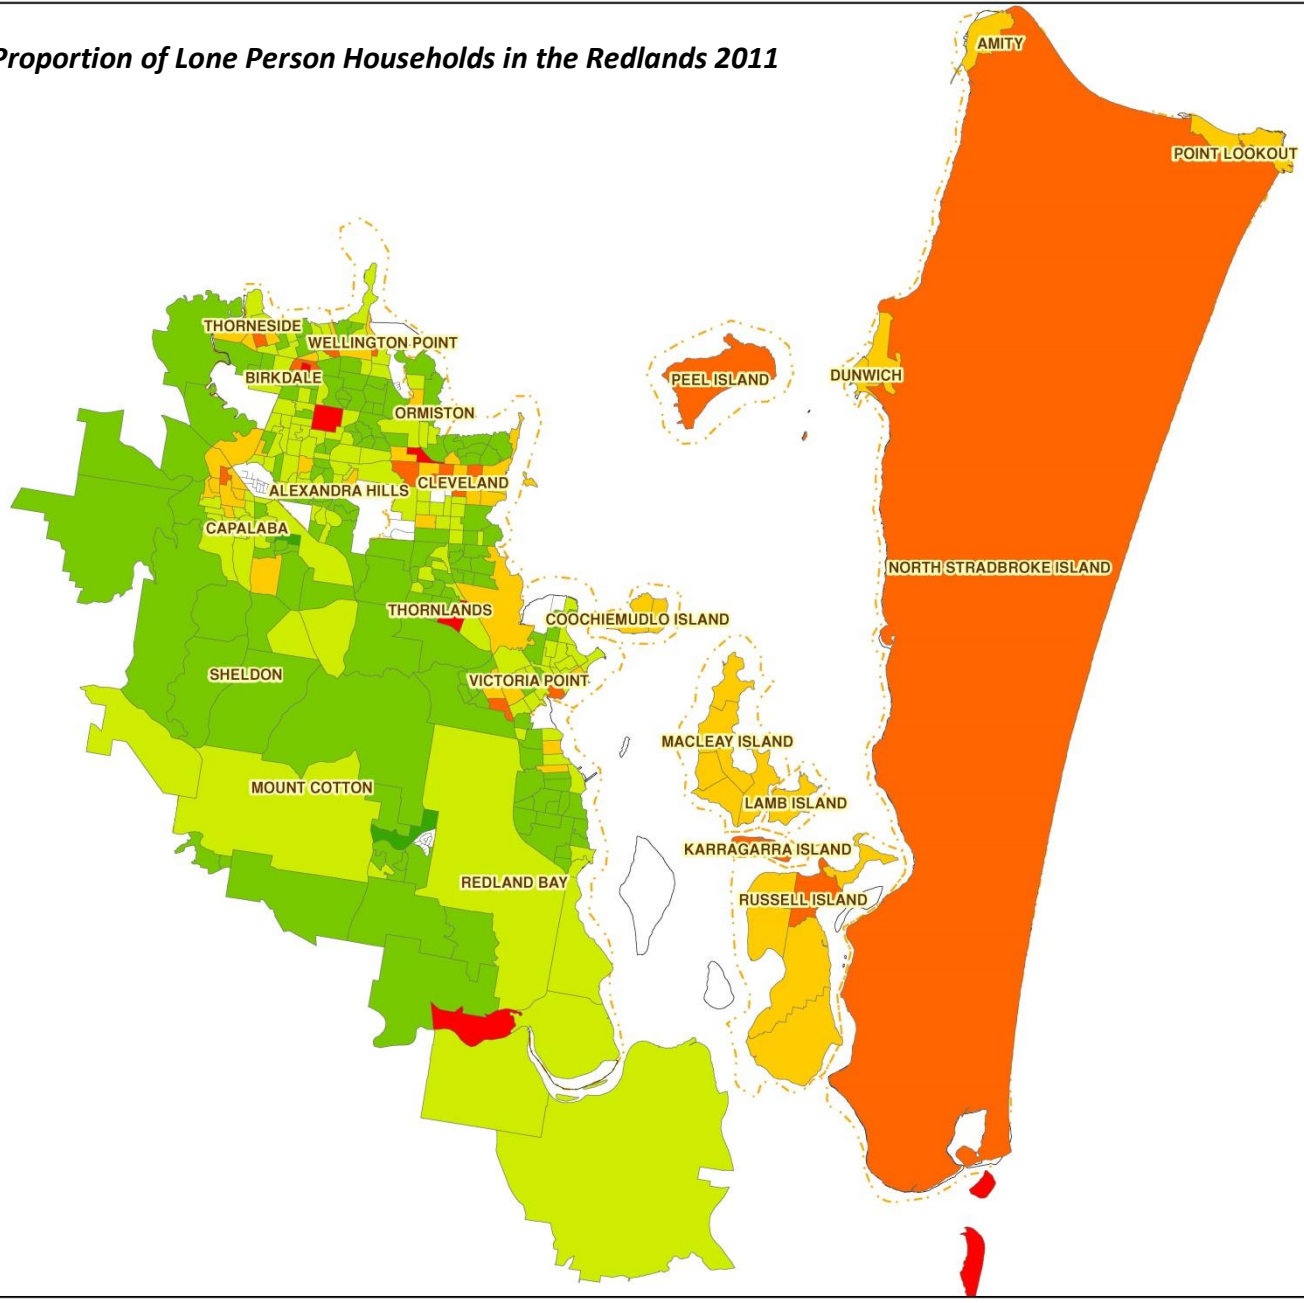 Proportion of Lone Person Households in the Redlands 2011
AMITY
POINT LOOKOUT
THORNESIDE
WELLINGTON POINT
BIRKDALE
PEEL ISLAND
DUNWICH
ORMISTON
CLEVELAND
ALEXANDRA HILLS
CAPALABA
NORTH STRADBROKE ISLAND
THORNLANDS
COOCHIEMUDLO ISLAND
SHELDON
VICTORIA POINT
MACLEAY ISLAND
MOUNT COTTON
LAMB ISLAND
KARRAGARRA ISLAND
REDLAND BAY
RUSSELL ISLAND